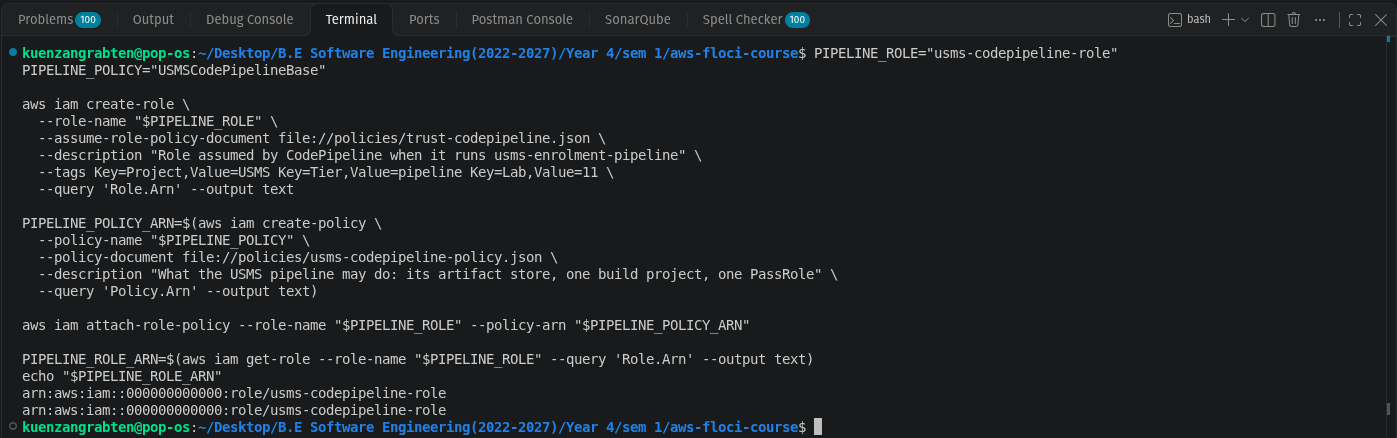 Problems 100 Output Debug Console Terminal Ports Postman Console SonarQube Spell Checker 100 bash
kuenzangrabten@pop-os:~/Desktop/B.E Software Engineering(2022-2027)/Year 4/sem 1/aws-floci-course$ PIPELINE_ROLE="usms-codepipeline-role"
PIPELINE_POLICY="USMSCodePipelineBase"

aws iam create-role \
  --role-name "$PIPELINE_ROLE" \
  --assume-role-policy-document file://policies/trust-codepipeline.json \
  --description "Role assumed by CodePipeline when it runs usms-enrolment-pipeline" \
  --tags Key=Project,Value=USMS Key=Tier,Value=pipeline Key=Lab,Value=11 \
  --query 'Role.Arn' --output text

PIPELINE_POLICY_ARN=$(aws iam create-policy \
  --policy-name "$PIPELINE_POLICY" \
  --policy-document file://policies/usms-codepipeline-policy.json \
  --description "What the USMS pipeline may do: its artifact store, one build project, one PassRole" \
  --query 'Policy.Arn' --output text)

aws iam attach-role-policy --role-name "$PIPELINE_ROLE" --policy-arn "$PIPELINE_POLICY_ARN"

PIPELINE_ROLE_ARN=$(aws iam get-role --role-name "$PIPELINE_ROLE" --query 'Role.Arn' --output text)
echo "$PIPELINE_ROLE_ARN"
arn:aws:iam::000000000000:role/usms-codepipeline-role
arn:aws:iam::000000000000:role/usms-codepipeline-role
kuenzangrabten@pop-os:~/Desktop/B.E Software Engineering(2022-2027)/Year 4/sem 1/aws-floci-course$